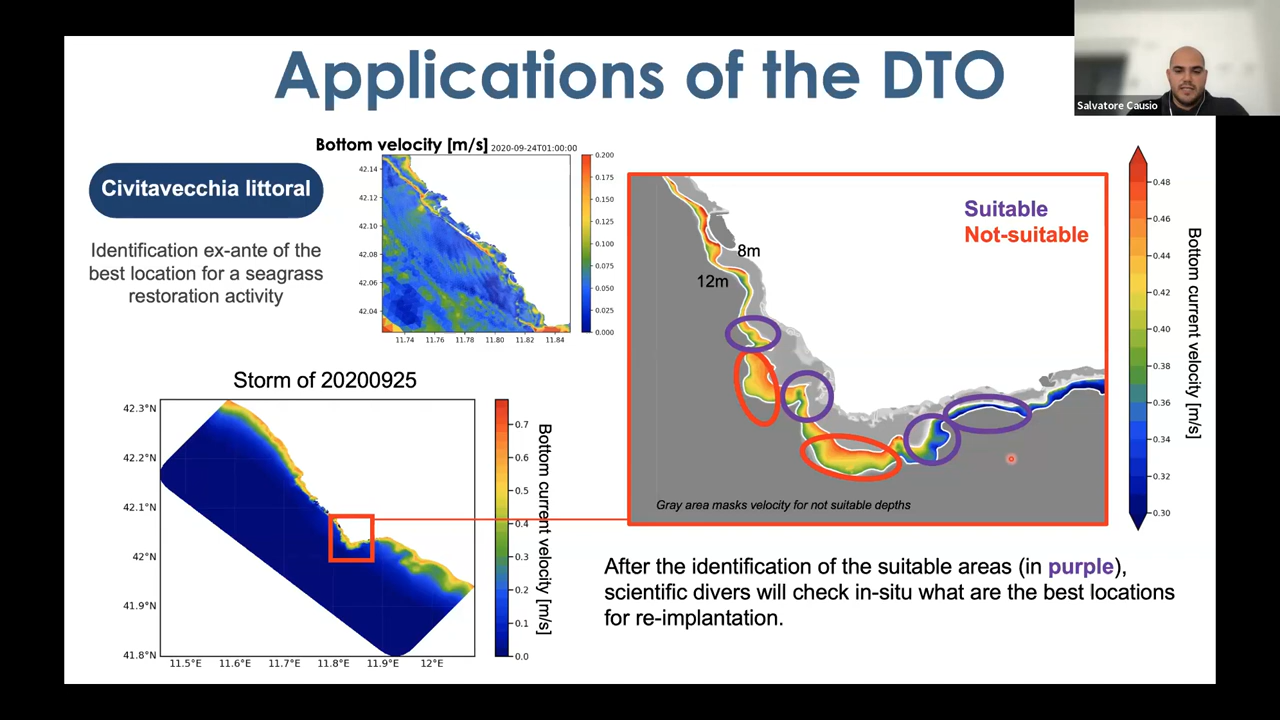 Applications of the DTO
Salvatore Causio
Civitavecchia littoral
Identification ex-ante of the
best location for a seagrass
restoration activity
Bottom velocity [m/s] 2020-09-24T01:00:00
42.14
42.12
42.10
42.08
42.06
42.04
11.74 11.76 11.78 11.80 11.82 11.84
0.200
0.175
0.150
0.125
0.100
0.075
0.050
0.025
0.000
Storm of 20200925
42.3°N
42.2°N
42.1°N
42°N
41.9°N
41.8°N
11.5°E 11.6°E 11.7°E 11.8°E 11.9°E 12°E
0.7
0.6
0.5
0.4
0.3
0.2
0.1
0.0
Bottom current velocity [m/s]
Suitable
Not-suitable
8m
12m
Gray area masks velocity for not suitable depths
0.48
0.46
0.44
0.42
0.40
0.38
0.36
0.34
0.32
0.30
Bottom current velocity [m/s]
After the identification of the suitable areas (in purple),
scientific divers will check in-situ what are the best locations
for re-implantation.